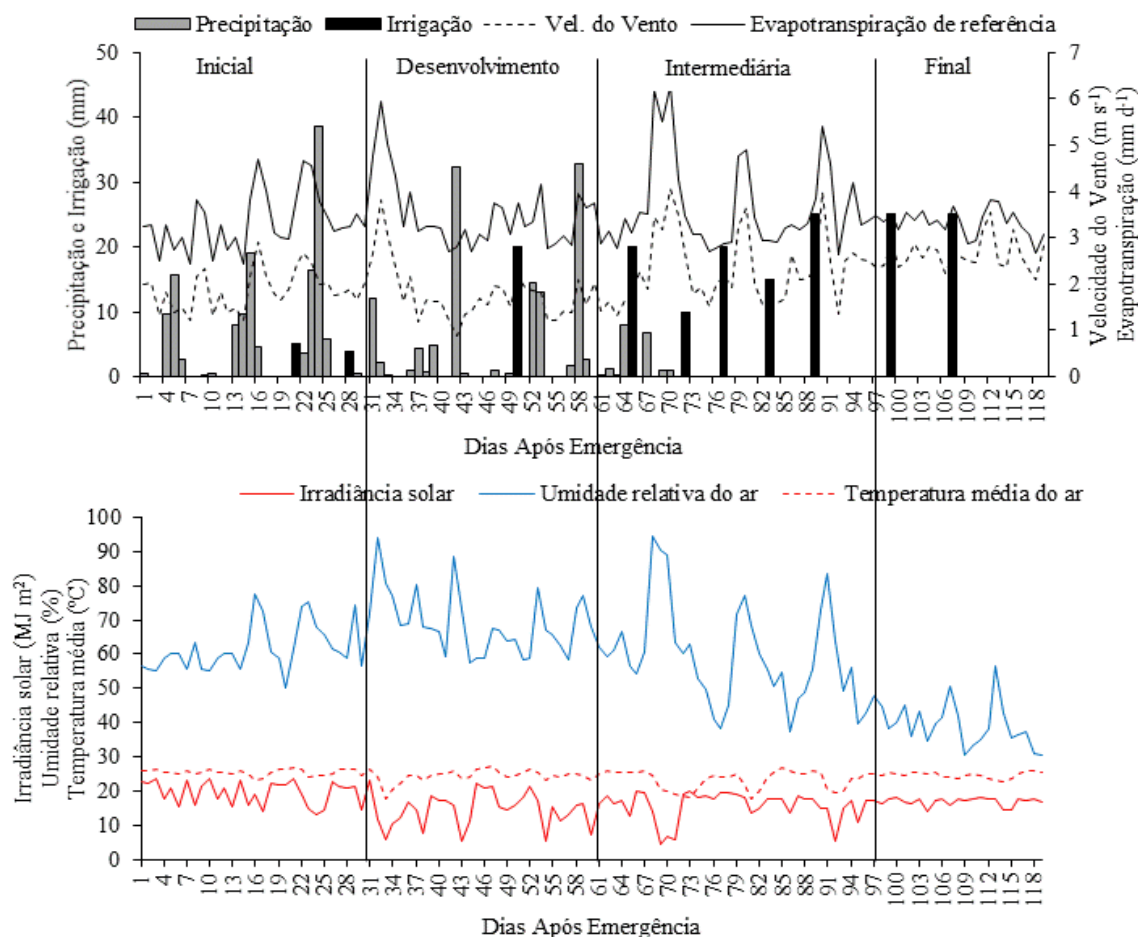 Precipitação Irrigação Vel. do Vento Evapotranspiração de referência
Inicial Desenvolvimento Intermediária Final
Precipitação e Irrigação (mm)
50
40
30
20
10
0
7
6
5
4
3
2
1
0
Velocidade do Vento (m s-1)
Evapotranspiração (mm d-1)
1 4 7 10 13 16 19 22 25 28 31 34 37 40 43 46 49 52 55 58 61 64 67 70 73 76 79 82 85 88 91 94 97 100 103 106 109 112 115 118
Dias Após Emergência
Irradiância solar Umidade relativa do ar Temperatura média do ar
Irradiância solar (MJ m²)
Umidade relativa (%)
Temperatura média (ºC)
100
90
80
70
60
50
40
30
20
10
0
1 4 7 10 13 16 19 22 25 28 31 34 37 40 43 46 49 52 55 58 61 64 67 70 73 76 79 82 85 88 91 94 97 100 103 106 109 112 115 118
Dias Após Emergência